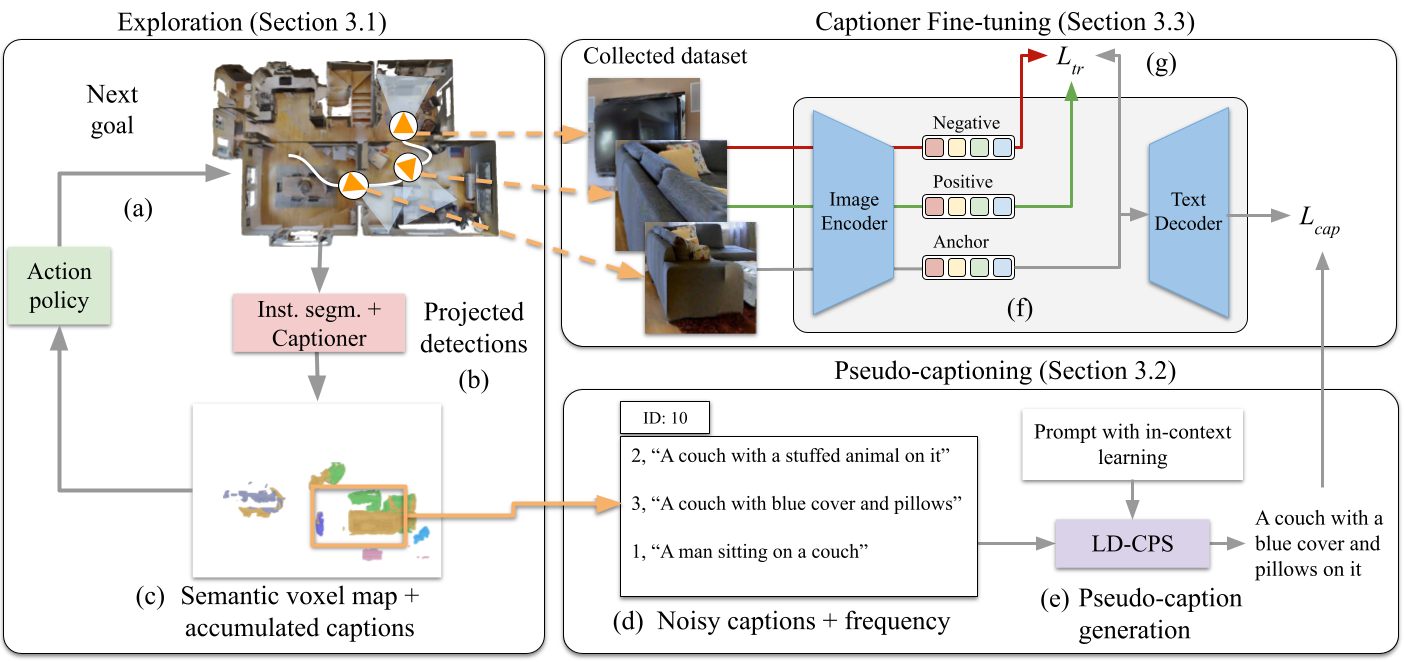 Exploration (Section 3.1)
Next
goal
(a)
Action
policy
Inst. segm. +
Captioner
Projected
detections
(b)
(c) Semantic voxel map +
accumulated captions
Captioner Fine-tuning (Section 3.3)
Collected dataset
L_tr
(g)
Negative
Positive
Anchor
Image
Encoder
Text
Decoder
L_cap
(f)
Pseudo-captioning (Section 3.2)
ID: 10
2, “A couch with a stuffed animal on it”
3, “A couch with blue cover and pillows”
1, “A man sitting on a couch”
(d) Noisy captions + frequency
Prompt with in-context
learning
LD-CPS
(e) Pseudo-caption
generation
A couch with a
blue cover and
pillows on it